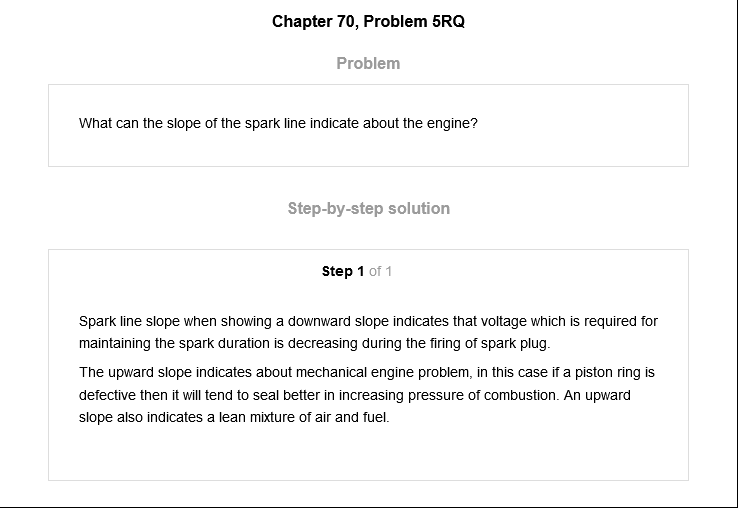 Chapter 70, Problem 5RQ
Problem
What can the slope of the spark line indicate about the engine?
Step-by-step solution
Step 1 of 1
Spark line slope when showing a downward slope indicates that voltage which is required for
maintaining the spark duration is decreasing during the firing of spark plug.
The upward slope indicates about mechanical engine problem, in this case if a piston ring is
defective then it will tend to seal better in increasing pressure of combustion. An upward
slope also indicates a lean mixture of air and fuel.